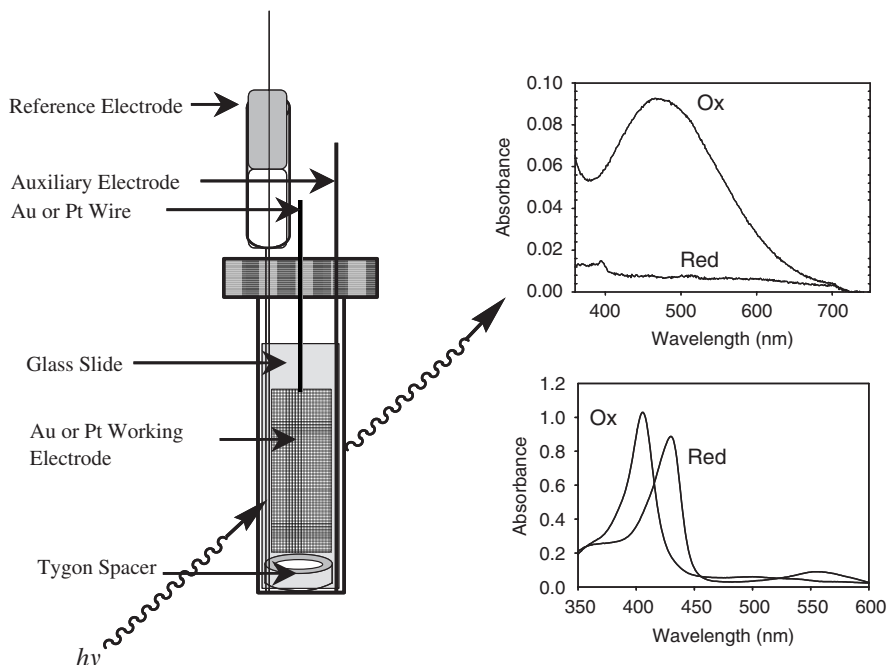 Reference Electrode
Auxiliary Electrode
Au or Pt Wire
Glass Slide
Au or Pt Working
Electrode
Tygon Spacer
hν
0.10
0.08
0.06
0.04
0.02
0.00
Absorbance
Ox
Red
400
500
600
700
Wavelength (nm)
1.2
1.0
0.8
0.6
0.4
0.2
0.0
Absorbance
Ox
Red
350
400
450
500
550
600
Wavelength (nm)